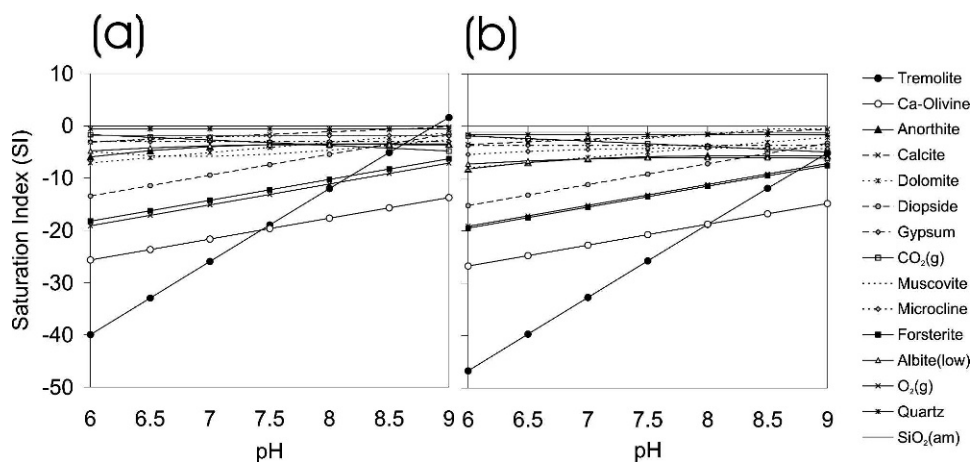 (a)
(b)
Saturation Index (SI)
10
0
-10
-20
-30
-40
-50
6 6.5 7 7.5 8 8.5 9
pH
6 6.5 7 7.5 8 8.5 9
pH
Tremolite
Ca-Olivine
Anorthite
Calcite
Dolomite
Diopside
Gypsum
CO₂(g)
Muscovite
Microcline
Forsterite
Albite(low)
O₂(g)
Quartz
SiO₂(am)